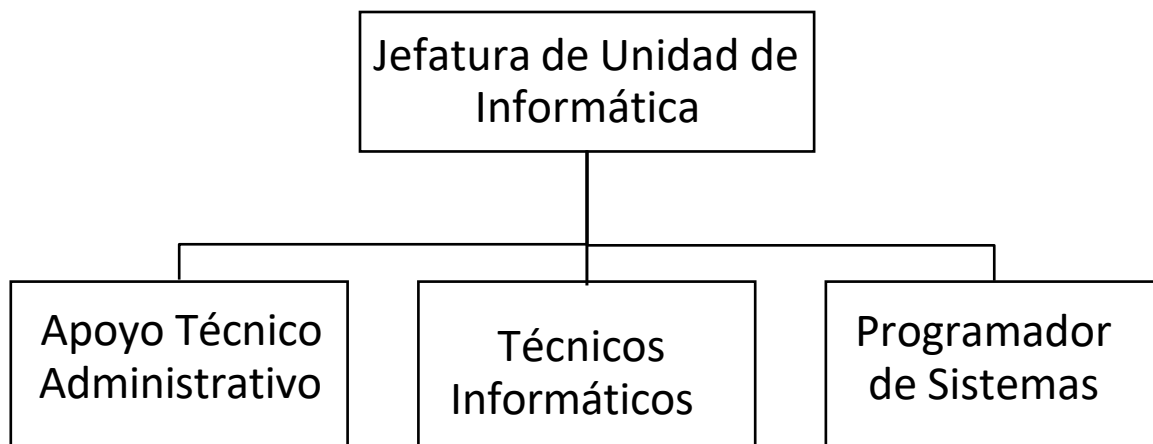 Jefatura de Unidad de
Informática
Apoyo Técnico
Administrativo
Técnicos
Informáticos
Programador
de Sistemas